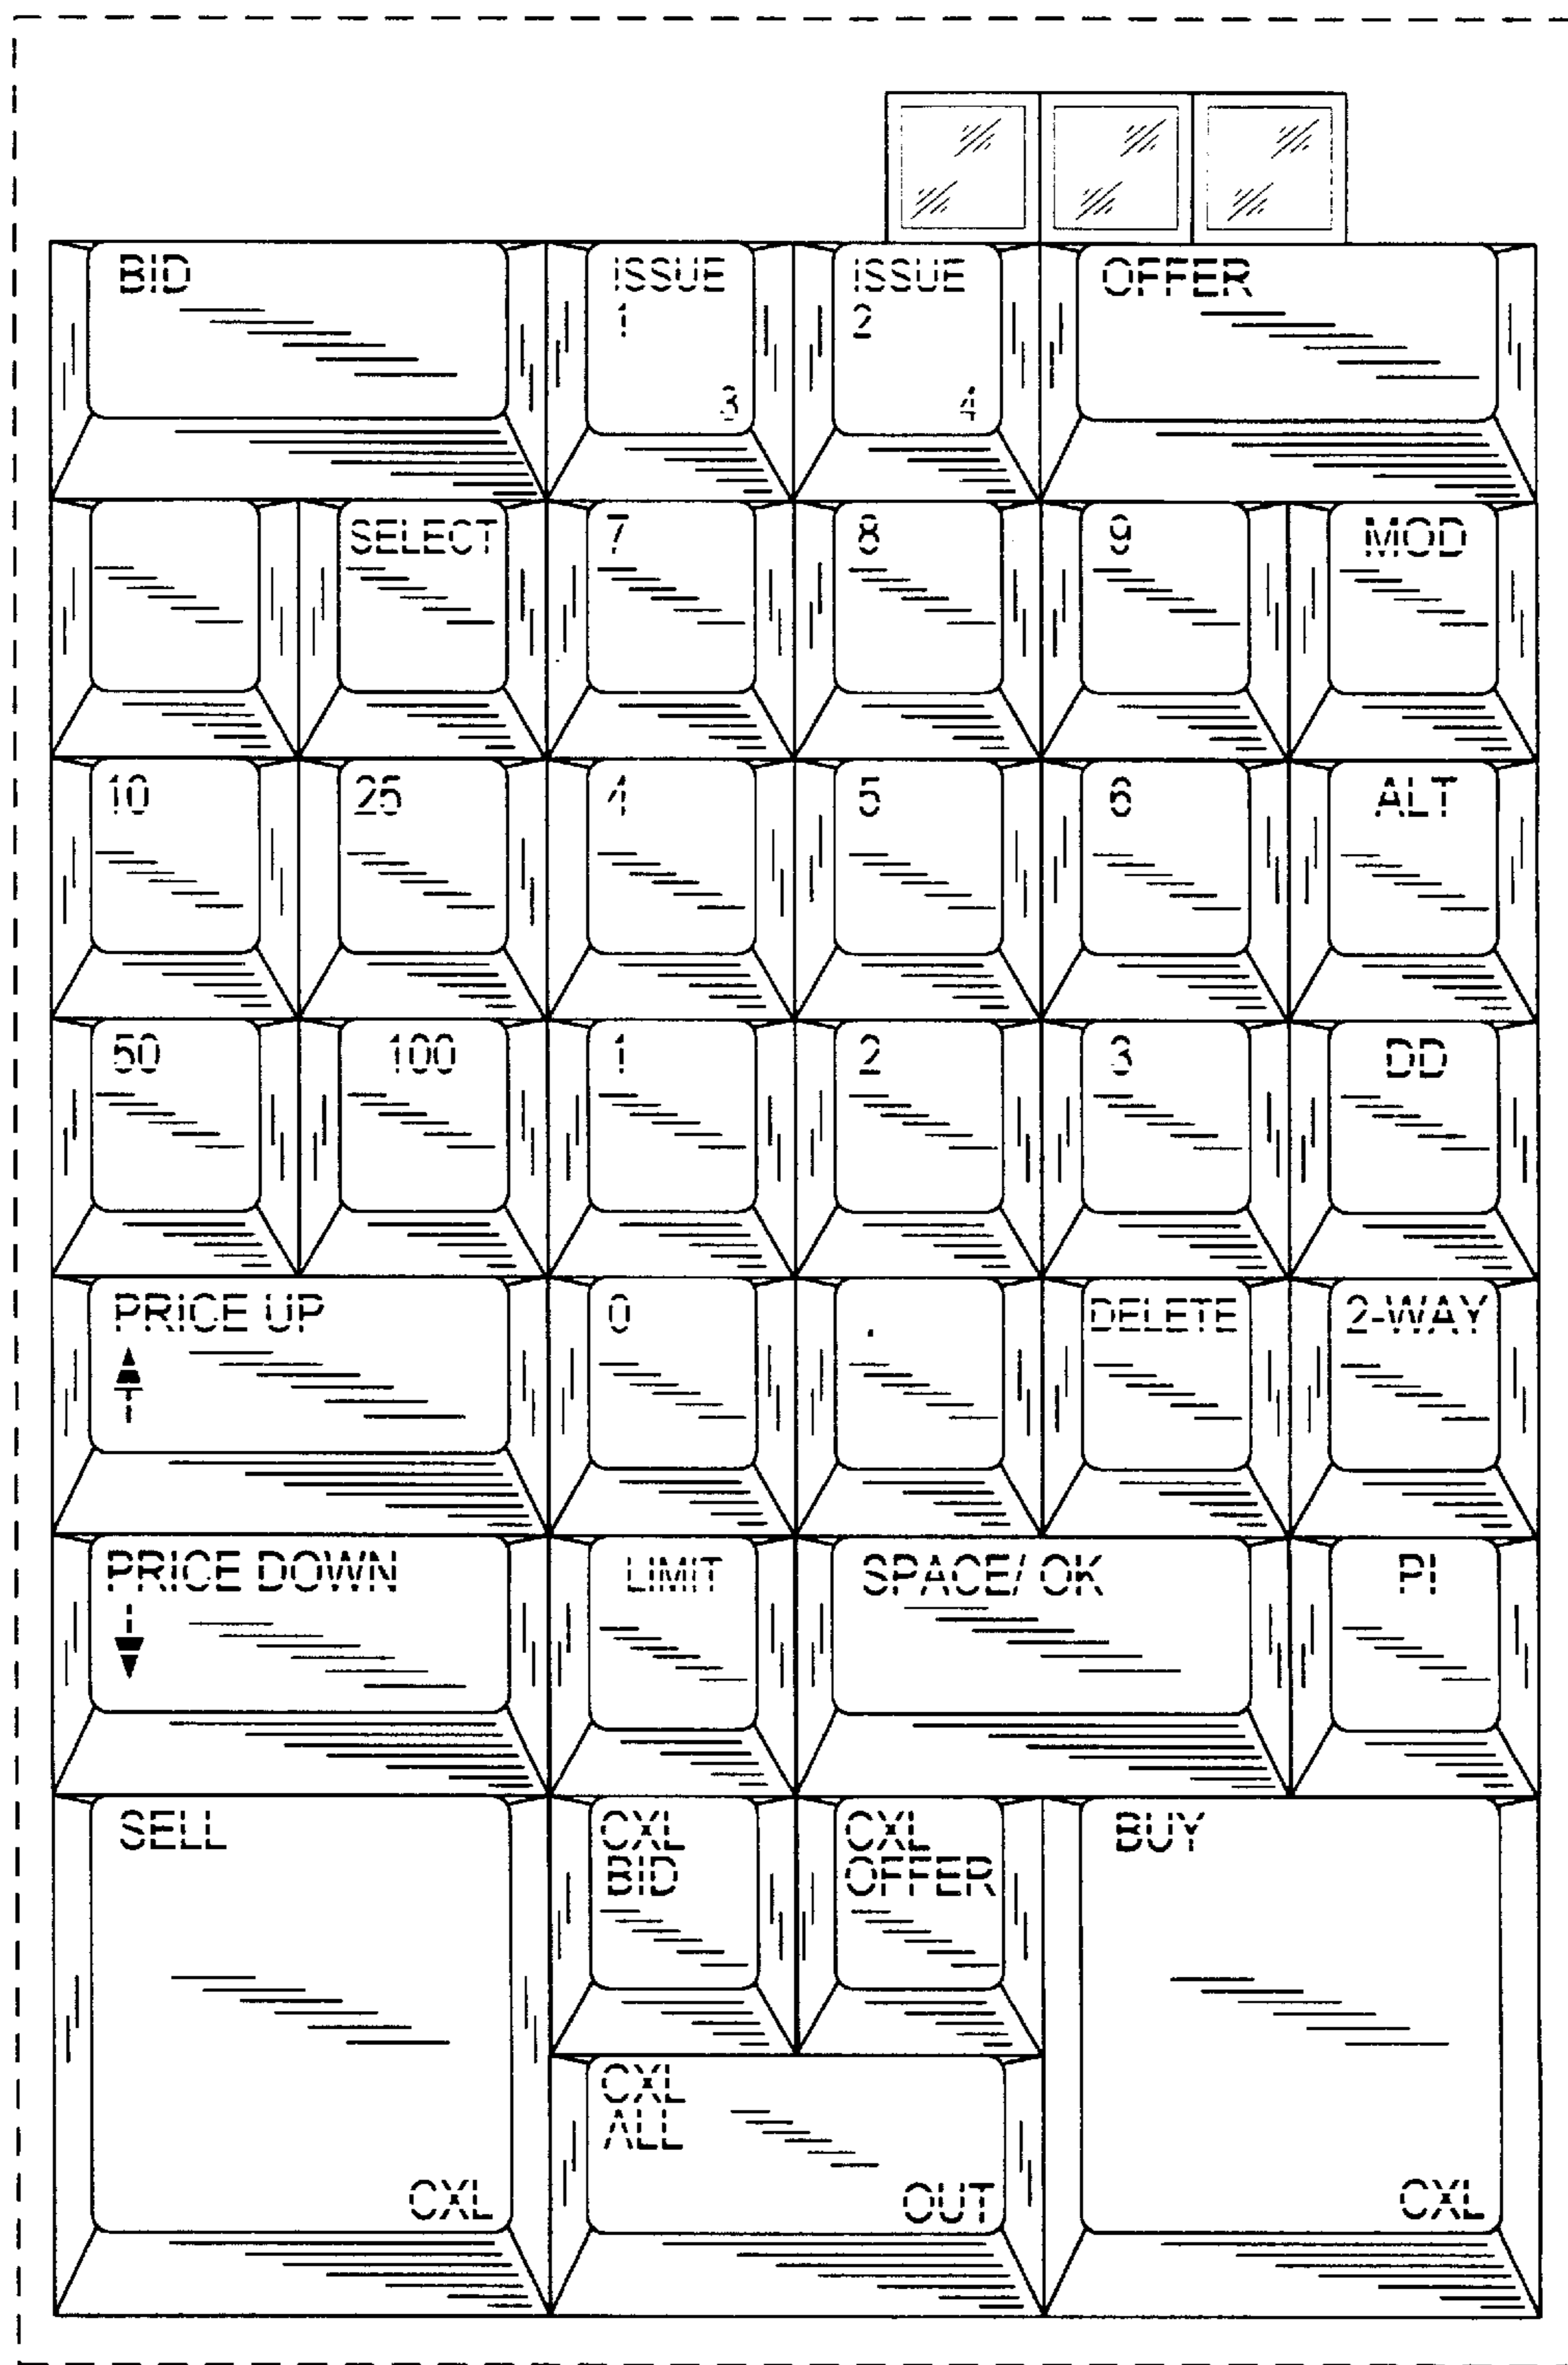 BID
ISSUE
1
3
ISSUE
2
4
OFFER
SELECT
7
8
9
MOD
10
25
4
5
6
ALT
50
100
1
2
3
DD
PRICE UP
0
.
DELETE
2-WAY
PRICE DOWN
LIMIT
SPACE/ OK
PI
SELL
CXL
CXL
BID
CXL
OFFER
CXL
ALL
OUT
BUY
CXL